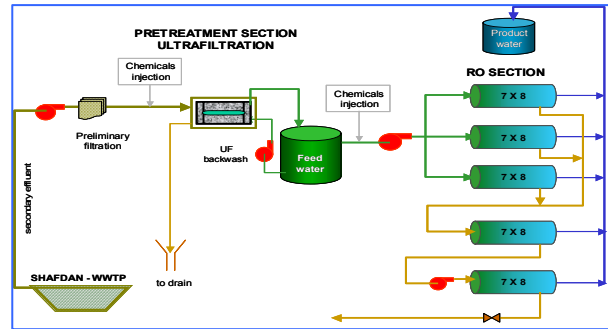 PRETREATMENT SECTION
ULTRAFILTRATION
Chemicals
injection
Preliminary
filtration
UF
backwash
Feed
water
Chemicals
injection
Product
water
RO SECTION
7 X 8
7 X 8
7 X 8
7 X 8
7 X 8
secondary effluent
SHAFDAN - WWTP
to drain